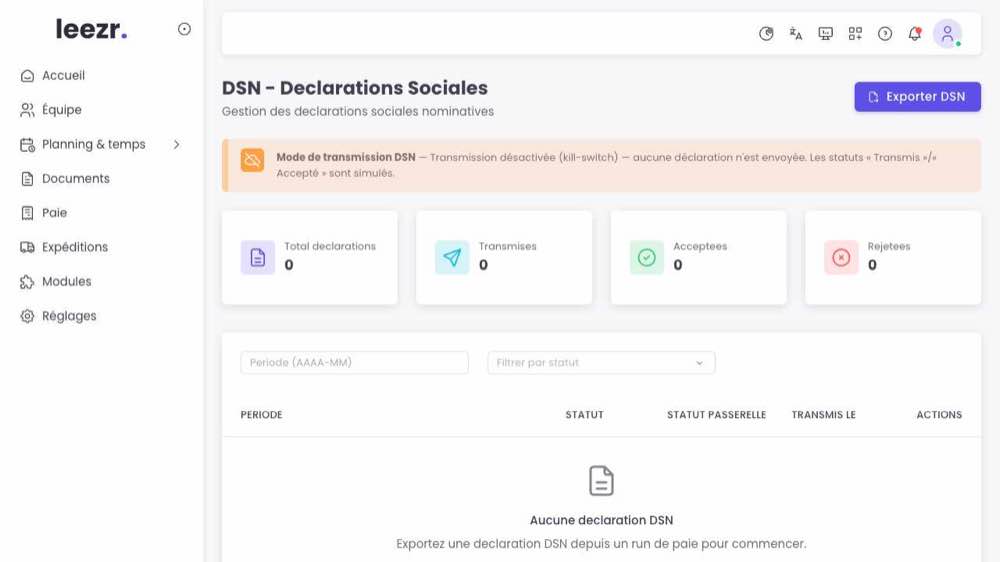 leezr.
Accueil
Équipe
Planning & temps
Documents
Paie
Expéditions
Modules
Réglages
DSN - Declarations Sociales
Gestion des declarations sociales nominatives
Exporter DSN
Mode de transmission DSN — Transmission désactivée (kill-switch) — aucune déclaration n'est envoyée. Les statuts « Transmis »/«
Accepté » sont simulés.
Total declarations
0
Transmises
0
Acceptees
0
Rejetees
0
Periode (AAAA-MM)
Filtrer par statut
PERIODE STATUT STATUT PASSERELLE TRANSMIS LE ACTIONS
Aucune declaration DSN
Exportez une declaration DSN depuis un run de paie pour commencer.